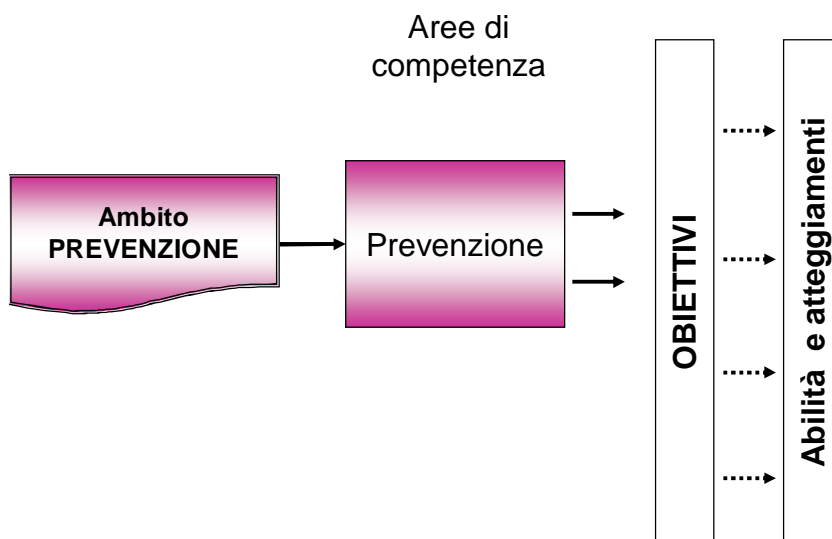 Aree di
competenza
Ambito
PREVENZIONE
Prevenzione
OBIETTIVI
Abilità e atteggiamenti